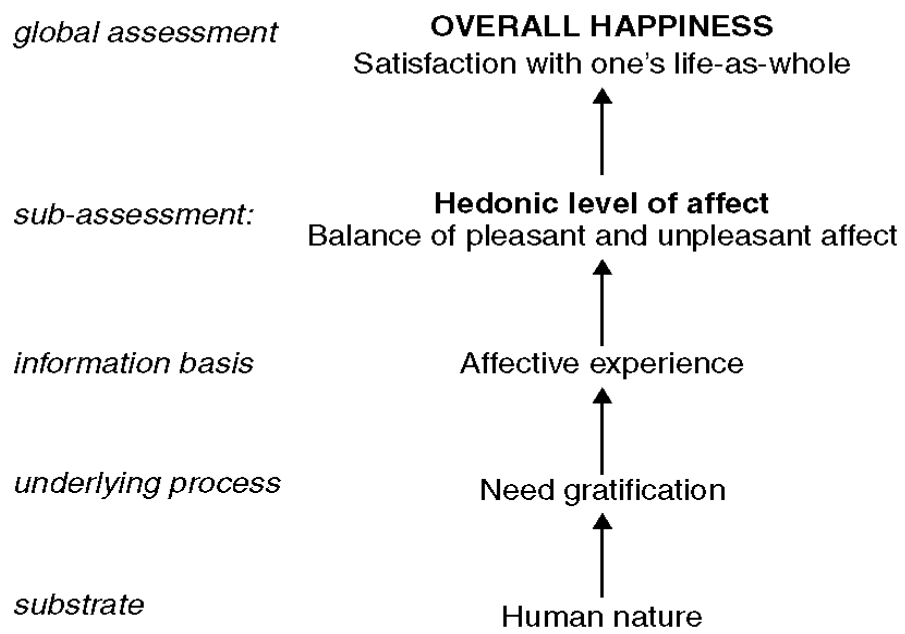 global assessment
OVERALL HAPPINESS
Satisfaction with one's life-as-whole
sub-assessment:
Hedonic level of affect
Balance of pleasant and unpleasant affect
information basis
Affective experience
underlying process
Need gratification
substrate
Human nature